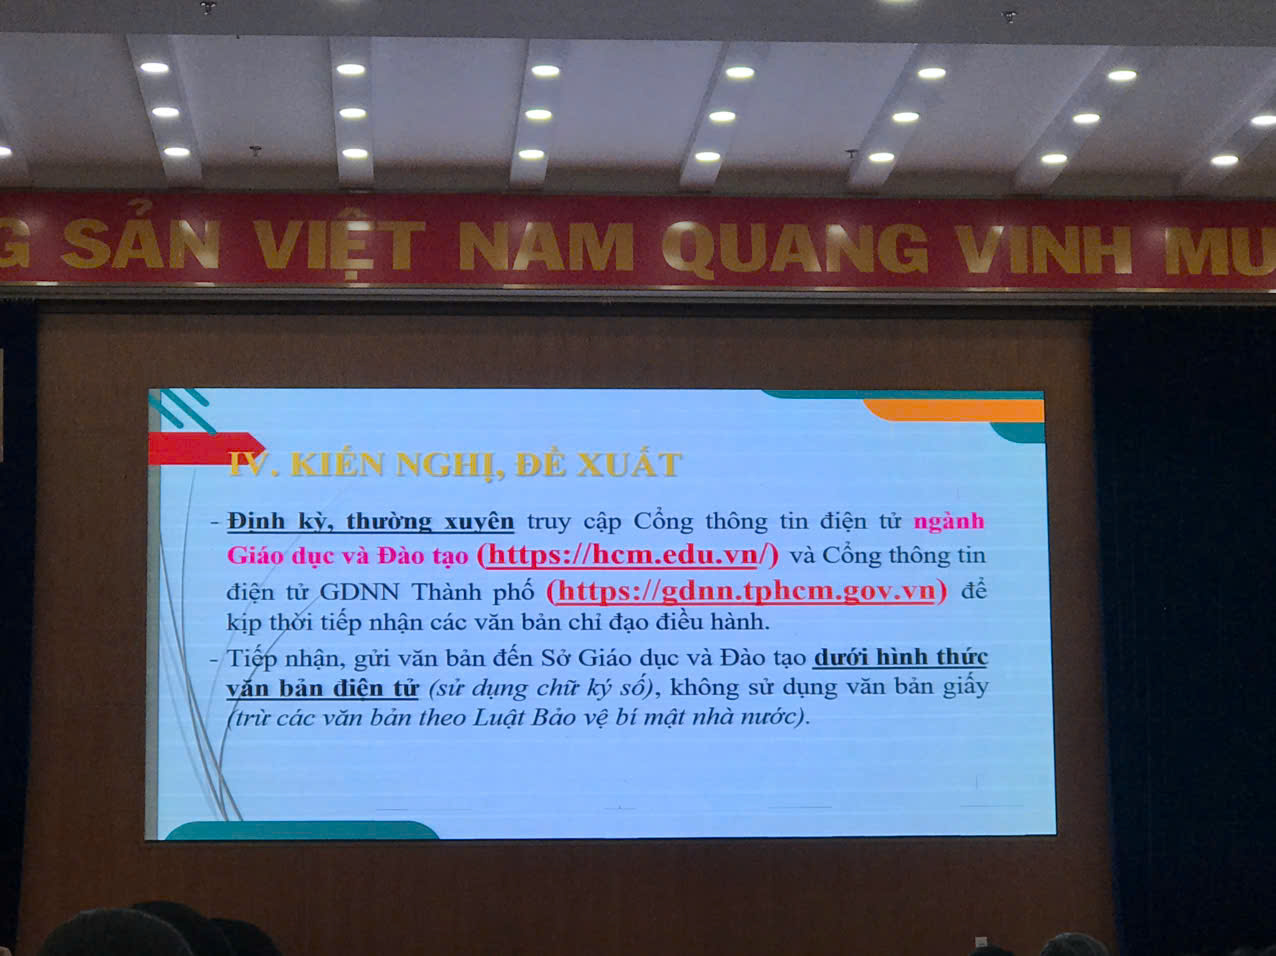 G SẢN VIỆT NAM QUANG VINH MU
IV. KIẾN NGHỊ, ĐỀ XUẤT
- Định kỳ, thường xuyên truy cập Cổng thông tin điện tử ngành
Giáo dục và Đào tạo (https://hcm.edu.vn/) và Cổng thông tin
điện tử GDNN Thành phố (https://gdnn.tphcm.gov.vn) để
kịp thời tiếp nhận các văn bản chỉ đạo điều hành.
- Tiếp nhận, gửi văn bản đến Sở Giáo dục và Đào tạo dưới hình thức
văn bản điện tử (sử dụng chữ ký số), không sử dụng văn bản giấy
(trừ các văn bản theo Luật Bảo vệ bí mật nhà nước).